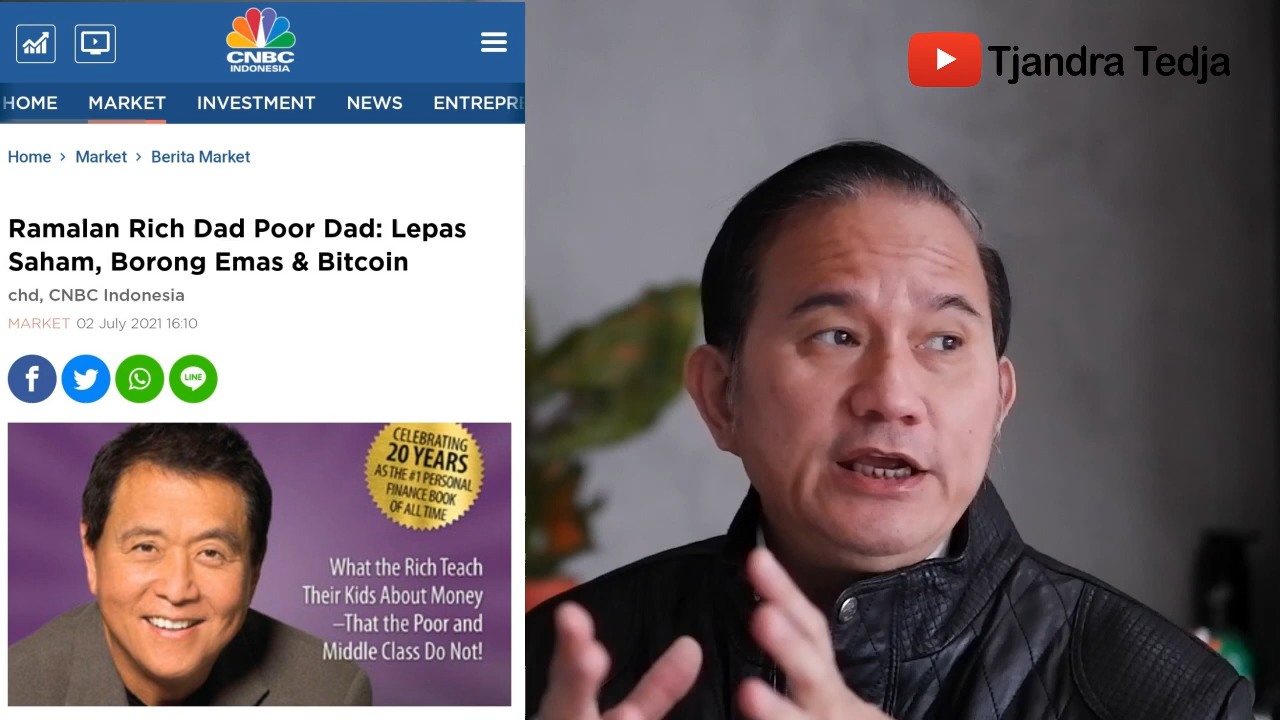 CNBC
INDONESIA
HOME MARKET INVESTMENT NEWS ENTREPRE
Home > Market > Berita Market
Ramalan Rich Dad Poor Dad: Lepas
Saham, Borong Emas & Bitcoin
chd, CNBC Indonesia
MARKET 02 July 2021 16:10
f
LINE
CELEBRATING
20 YEARS
AS THE #1 PERSONAL
FINANCE BOOK
OF ALL TIME
What the Rich Teach
Their Kids About Money
–That the Poor and
Middle Class Do Not!
Tjandra Tedja